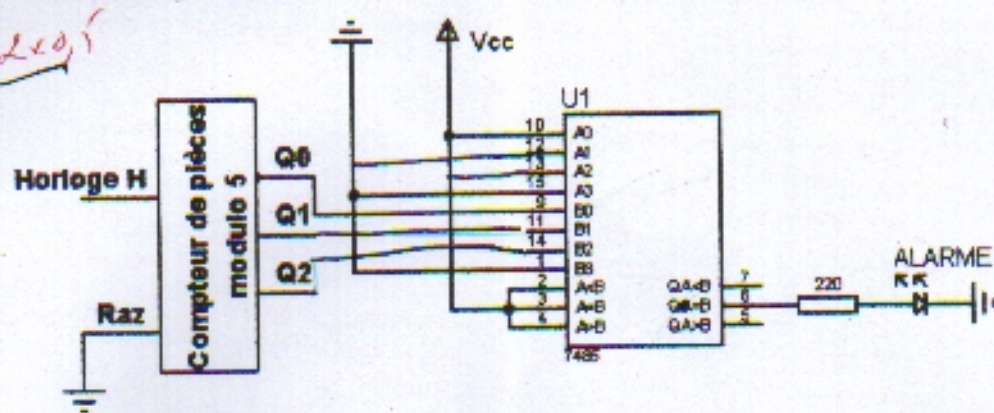 Vcc
U1
Horloge H
Raz
Compteur de pièces
modulo 5
Q0
Q1
Q2
10
A0
A1
A2
15
A3
9
B0
11
B1
14
B2
1
B3
2
A<B
3
A=B
4
A>B
QA<B
7
QA=B
6
QA>B
5
7485
220
ALARME